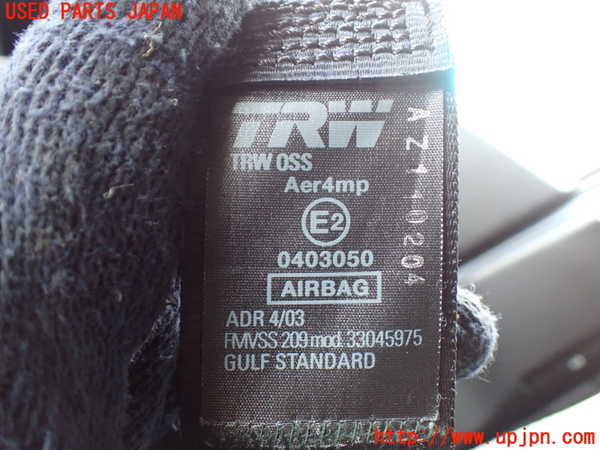 USED PARTS JAPAN
TRW
TRW OSS
Aer4mp
E2
0403050
AIRBAG
ADR 4/03
FMVSS 209 mod. 33045975
GULF STANDARD
http://www.upjpn.com/